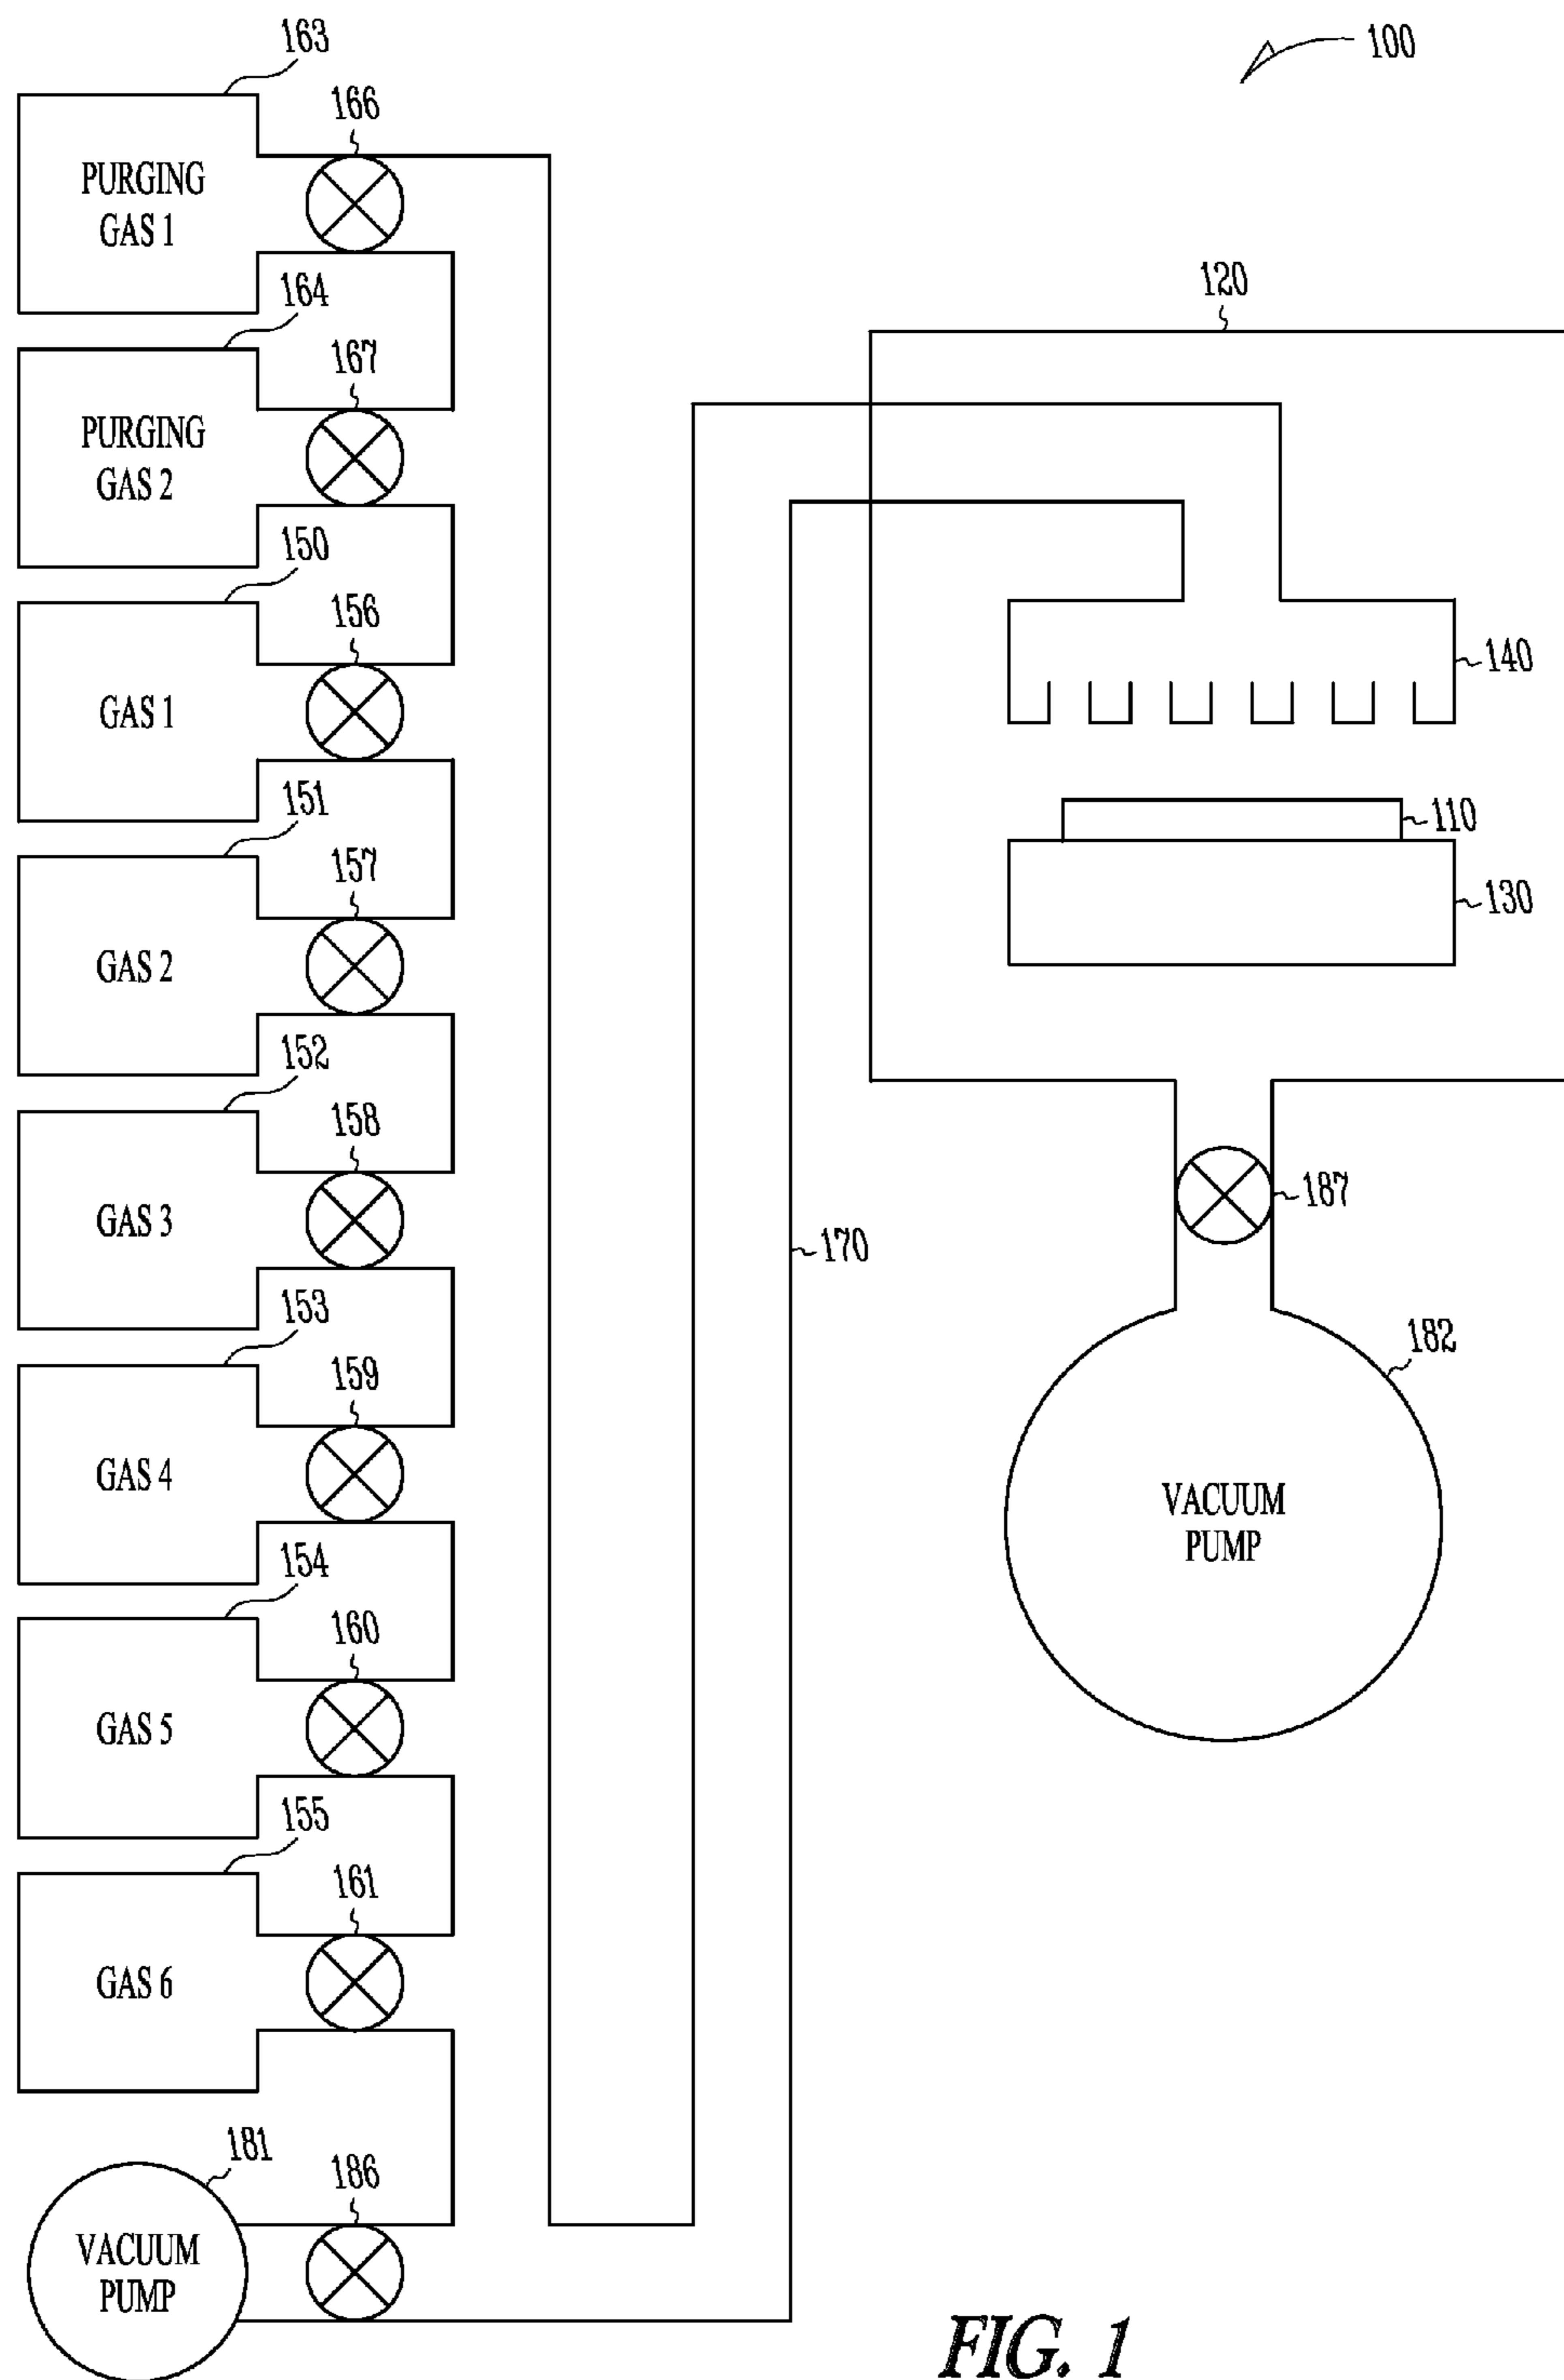 163
100
166
PURGING
GAS 1
164
120
167
PURGING
GAS 2
150
156
140
GAS 1
151
110
157
130
GAS 2
152
158
187
GAS 3
170
153
182
159
GAS 4
VACUUM
PUMP
154
160
GAS 5
155
161
GAS 6
181
186
VACUUM
PUMP
FIG. 1